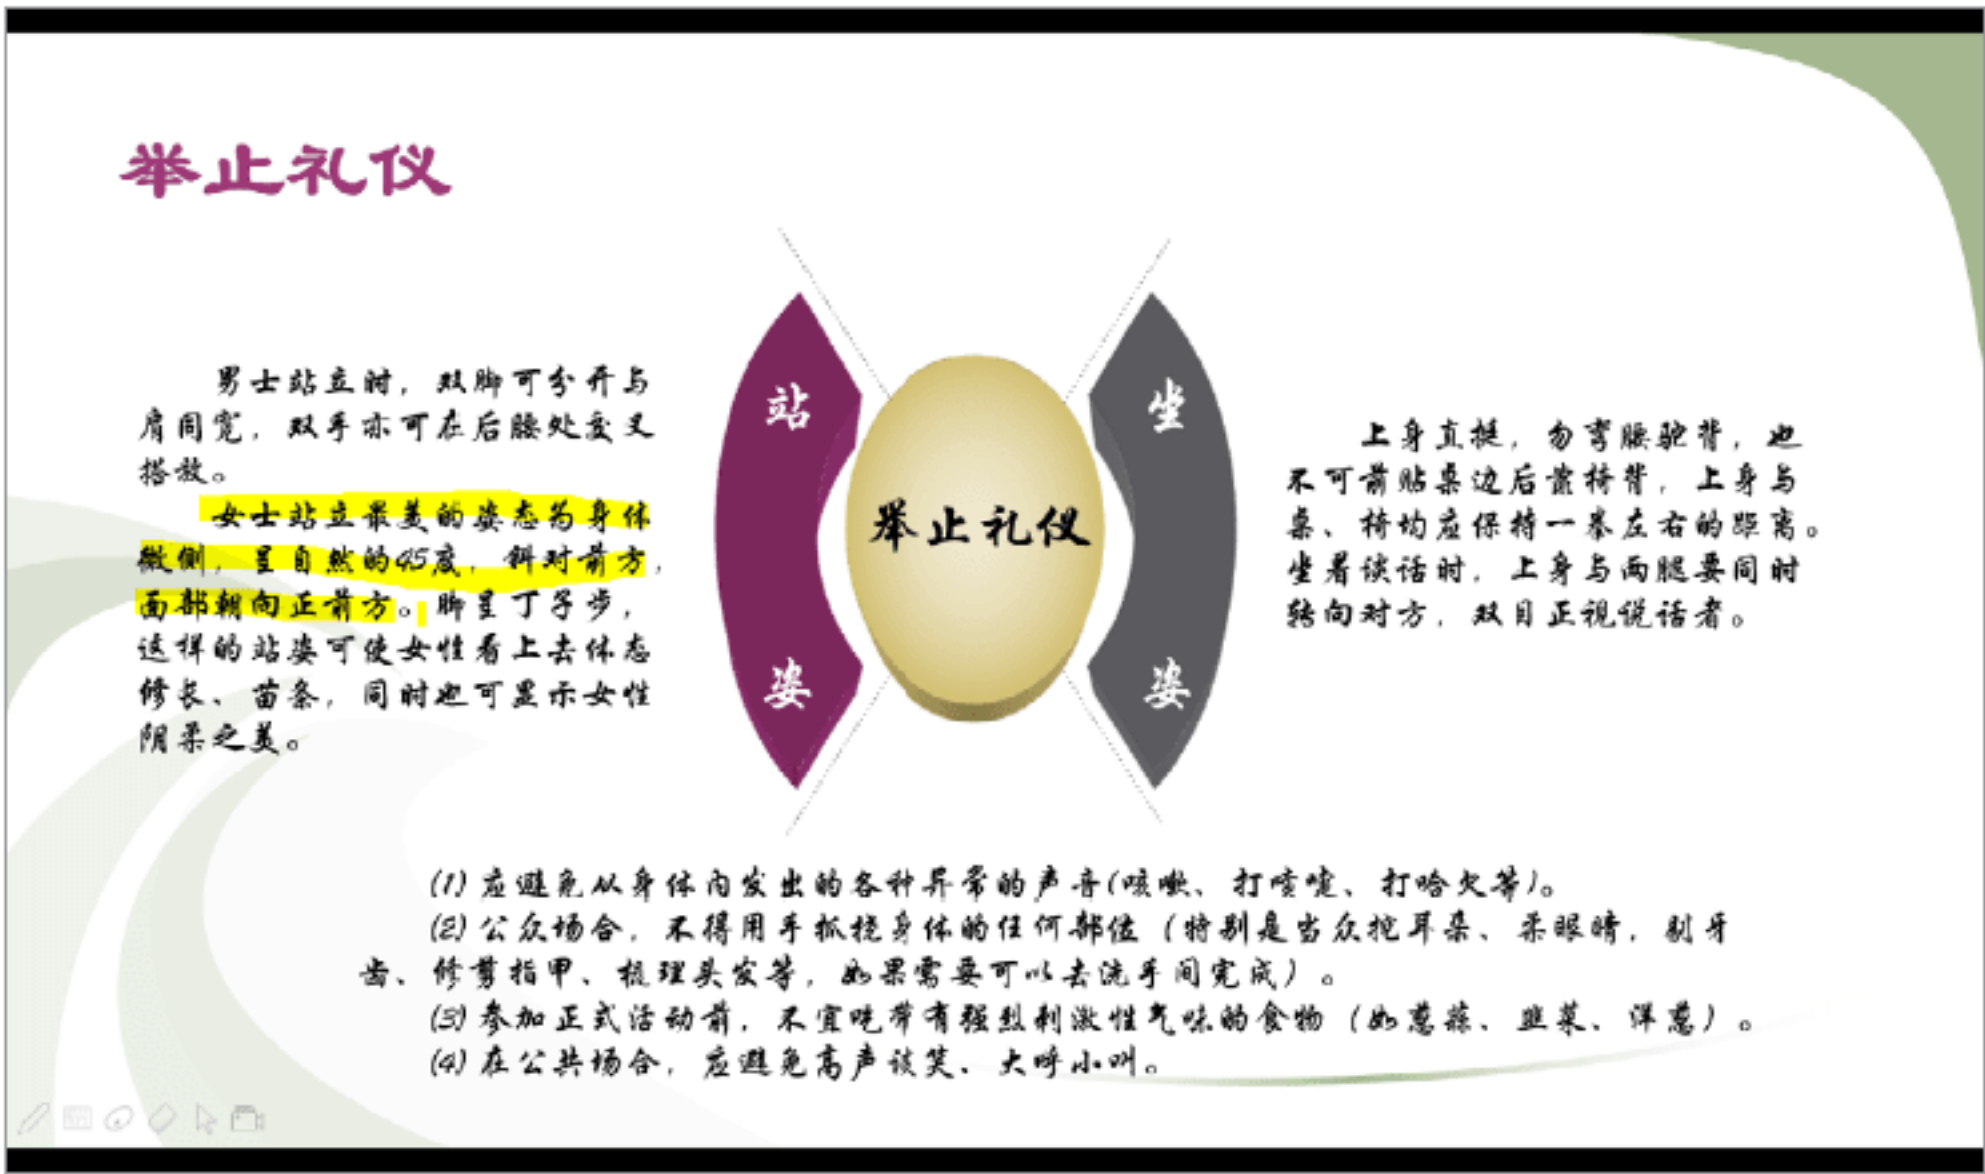 举止礼仪
男士站立时，双脚可分开与
肩同宽，双手亦可在后腰处交叉
搭放。
女士站立最美的姿态为身体
微侧，呈自然的45度，斜对前方，
面部朝向正前方。脚呈丁字步，
这样的站姿可使女性看上去体态
修长、苗条，同时也可显示女性
阴柔之美。
站
姿
举止礼仪
坐
姿
上身直挺，勿弯腰驼背，也
不可前贴桌边后靠椅背，上身与
桌、椅均应保持一拳左右的距离。
坐着谈话时，上身与两腿要同时
转向对方，双目正视说话者。
(1) 应避免从身体内发出的各种异常的声音(咳嗽、打喷嚏、打哈欠等)。
(2) 公众场合，不得用手抓挠身体的任何部位（特别是当众挖耳朵、柔眼睛，剔牙
齿、修剪指甲、梳理头发等，如果需要可以去洗手间完成）。
(3) 参加正式活动前，不宜吃带有强烈刺激性气味的食物（如葱蒜、韭菜、洋葱）。
(4) 在公共场合，应避免高声谈笑、大呼小叫。